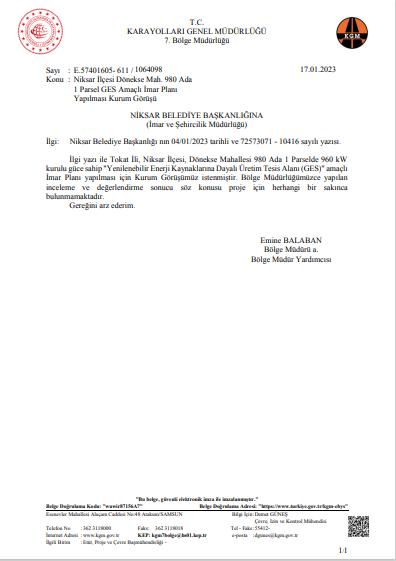 T.C.
KARAYOLLARI GENEL MÜDÜRLÜĞÜ
7. Bölge Müdürlüğü
KGM
Sayı : E.57401605- 611 / 1064098
17.01.2023
Konu : Niksar İlçesi Dönekse Mah. 980 Ada
1 Parsel GES Amaçlı İmar Planı
Yapılması Kurum Görüşü
NİKSAR BELEDİYE BAŞKANLIĞINA
(İmar ve Şehircilik Müdürlüğü)
İlgi: Niksar Belediye Başkanlığı nın 04/01/2023 tarihli ve 72573071 - 10416 sayılı yazısı.
İlgi yazı ile Tokat İli, Niksar İlçesi, Dönekse Mahallesi 980 Ada 1 Parselde 960 kW
kurulu güce sahip "Yenilenebilir Enerji Kaynaklarına Dayalı Üretim Tesis Alanı (GES)" amaçlı
İmar Planı yapılması için Kurum Görüşümüz istenmiştir. Bölge Müdürlüğümüzce yapılan
inceleme ve değerlendirme sonucu söz konusu proje için herhangi bir sakınca
bulunmamaktadır.
Gereğini arz ederim.
Emine BALABAN
Bölge Müdürü a.
Bölge Müdür Yardımcısı
"Bu belge, güvenli elektronik imza ile imzalanmıştır."
Belge Doğrulama Kodu: "wuwir87156A7" Belge Doğrulama Adresi: "https://www.turkiye.gov.tr/kgm-ebys"
Esenevler Mahallesi Alaçam Caddesi No:48 Atakum/SAMSUN
Bilgi İçin: Damut GÜNEŞ
Çevre, İzin ve Kontrol Mühendisi
Telefon No : 362 3118000 Faks: 362 3118018 Tel - Faks: 55412-
İnternet Adresi : www.kgm.gov.tr KEP: kgm7bolge@hs01.kep.tr e-posta : dgunes@kgm.gov.tr
İlgili Birim : Etüt, Proje ve Çevre Başmühendisliği -
1/1